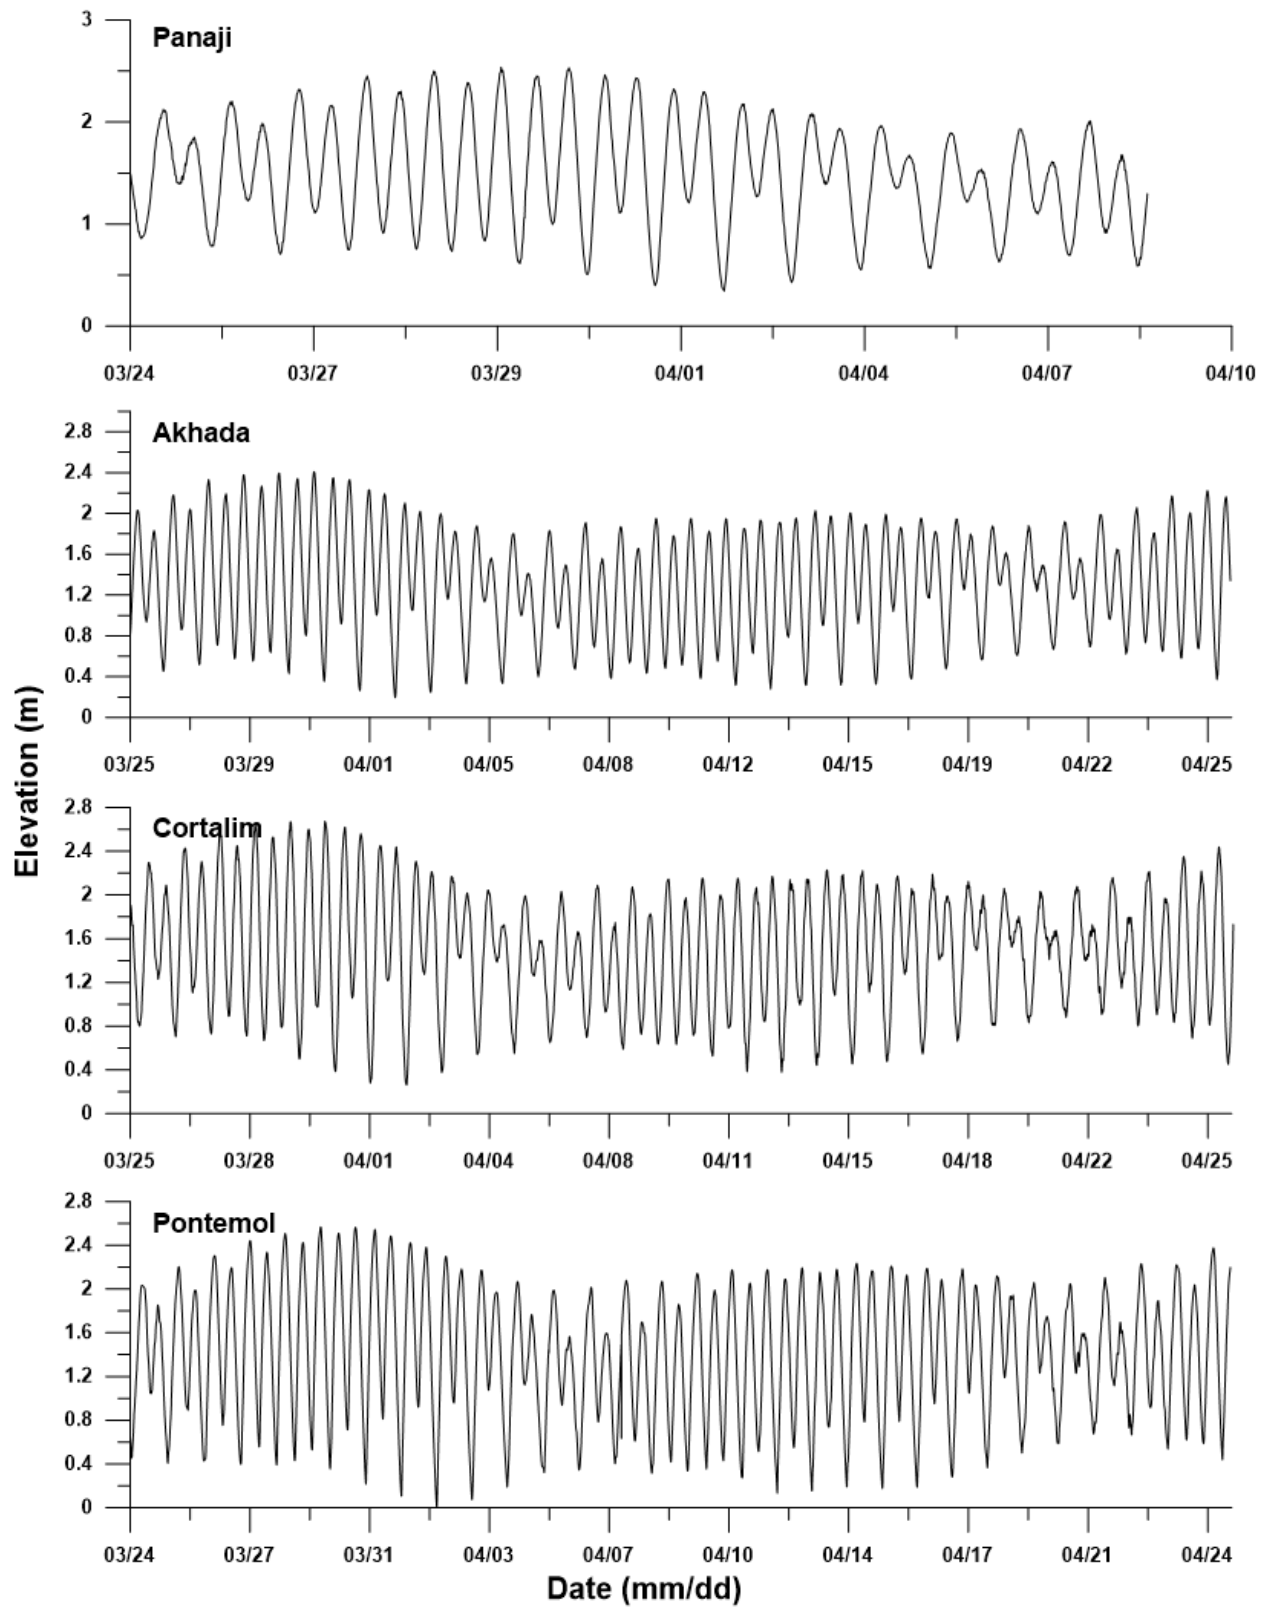 3
Panaji
2
1
0
03/24 03/27 03/29 04/01 04/04 04/07 04/10
2.8
Akhada
2.4
2
1.6
1.2
0.8
0.4
0
03/25 03/29 04/01 04/05 04/08 04/12 04/15 04/19 04/22 04/25
Elevation (m)
2.8
Cortalim
2.4
2
1.6
1.2
0.8
0.4
0
03/25 03/28 04/01 04/04 04/08 04/11 04/15 04/18 04/22 04/25
2.8
Pontemol
2.4
2
1.6
1.2
0.8
0.4
0
03/24 03/27 03/31 04/03 04/07 04/10 04/14 04/17 04/21 04/24
Date (mm/dd)